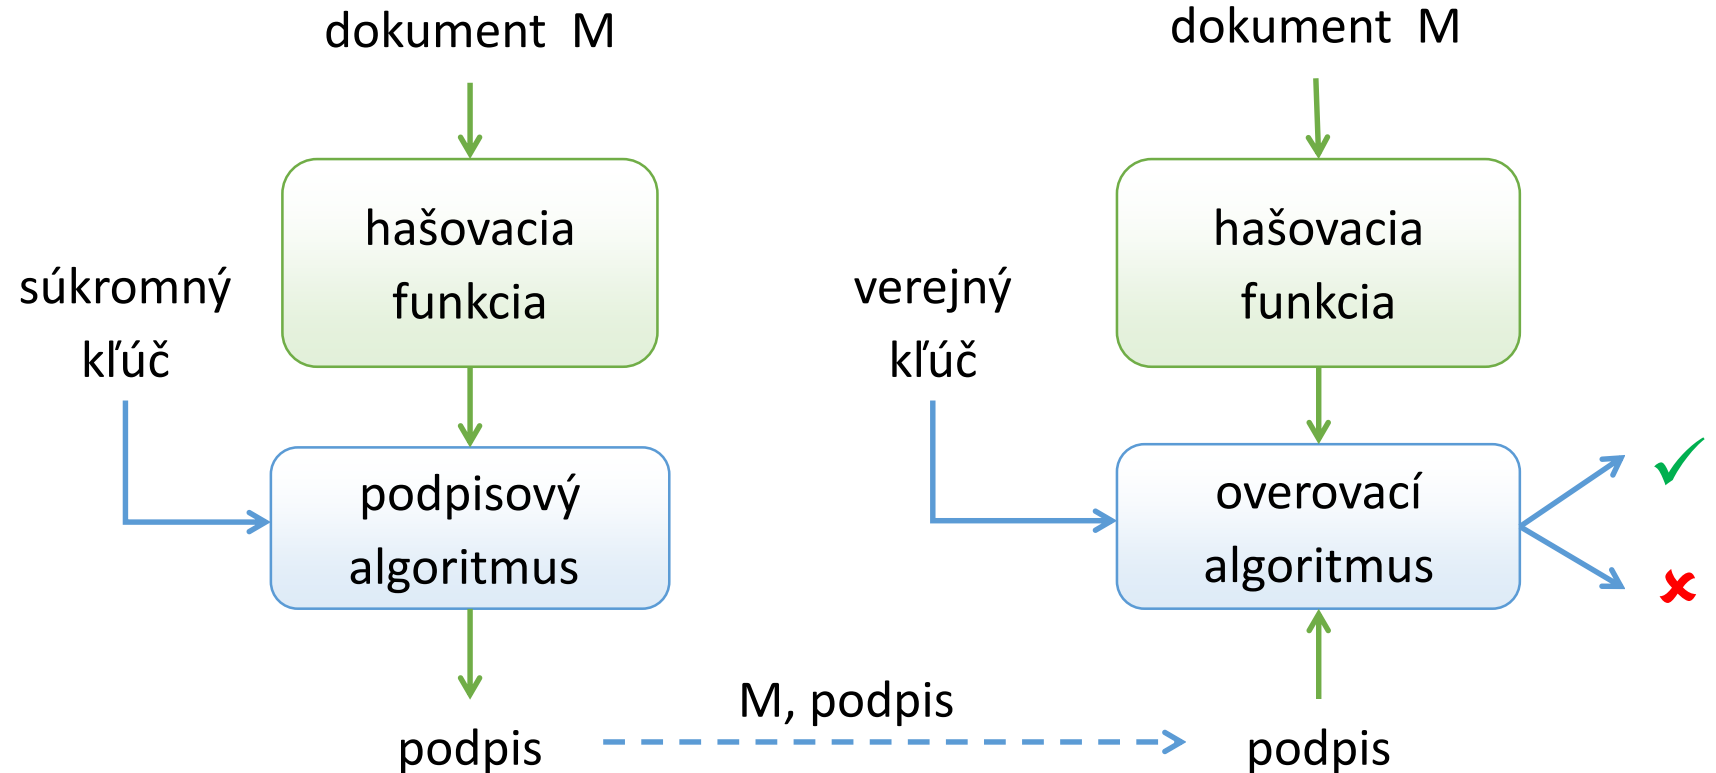 dokument M
hašovacia
funkcia
súkromný
kľúč
podpisový
algoritmus
podpis
M, podpis
dokument M
hašovacia
funkcia
verejný
kľúč
overovací
algoritmus
podpis